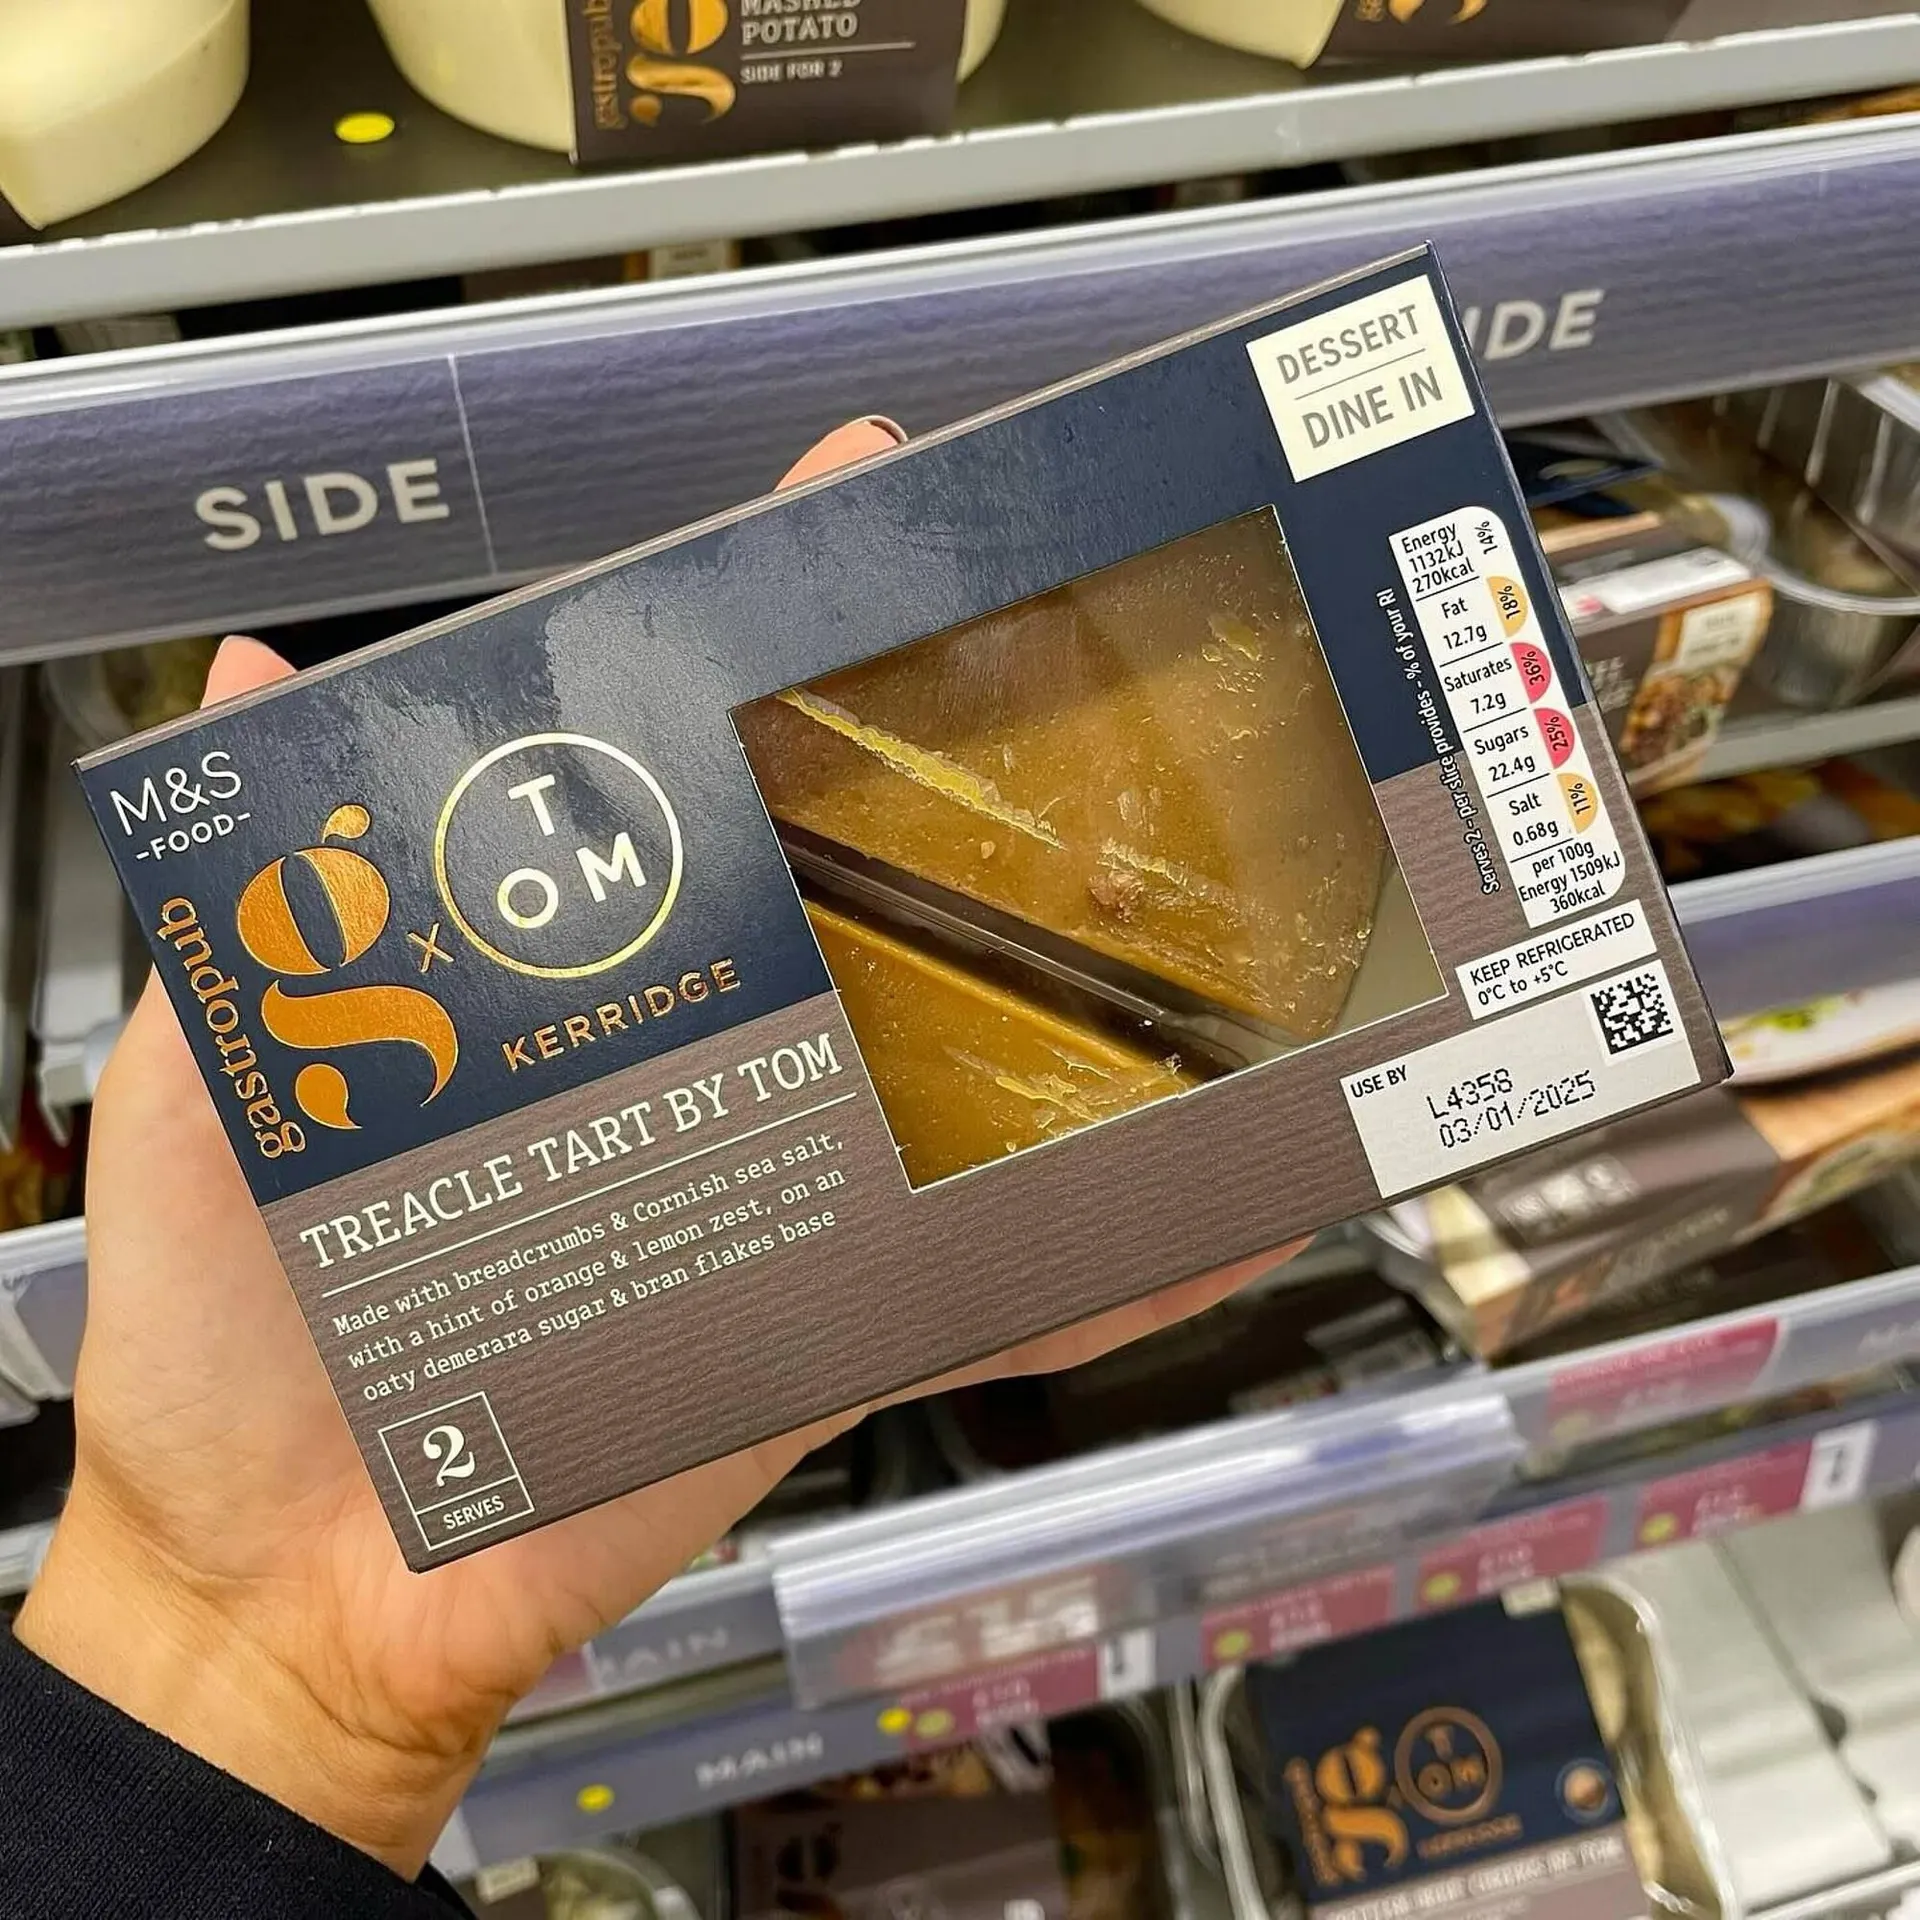 MASHED
POTATO
SIDE FOR 2
SIDE
IDE
DESSERT
DINE IN
M&S
-FOOD-
gastropub
g x TOM
KERRIDGE
TREACLE TART BY TOM
Made with breadcrumbs & Cornish sea salt,
with a hint of orange & lemon zest, on an
oaty demerara sugar & bran flakes base
2
SERVES
Serves 2 - per slice provides - % of your RI
Energy
1132kJ
270kcal
14%
Fat
12.7g
18%
Saturates
7.2g
36%
Sugars
22.4g
25%
Salt
0.68g
11%
per 100g
Energy 1509kJ
360kcal
KEEP REFRIGERATED
0°C to +5°C
USE BY
L4358
03/01/2025
MAIN
MAIN
g TOM